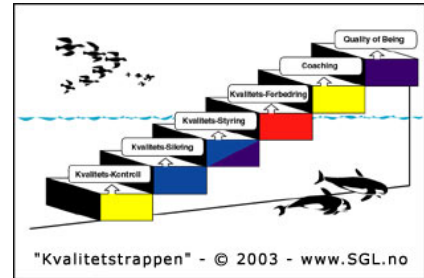 Quality of Being
Coaching
Kvalitets-Forbedring
Kvalitets-Styring
Kvalitets-Sikring
Kvalitets-Kontroll
"Kvalitetstrappen" - © 2003 - www.SGL.no